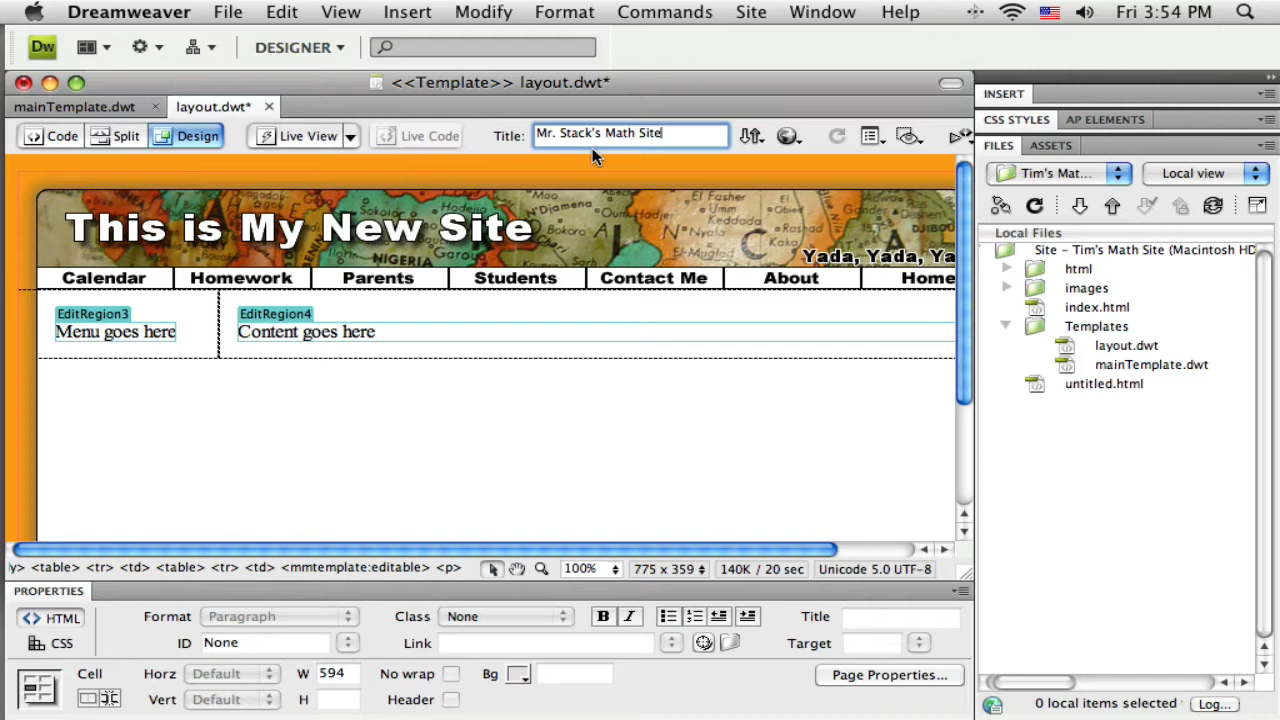 Dreamweaver File Edit View Insert Modify Format Commands Site Window Help Fri 3:54 PM
Dw DESIGNER
<<Template>> layout.dwt*
mainTemplate.dwt × layout.dwt* ×
Code Split Design Live View Live Code Title: Mr. Stack's Math Site
This is My New Site
Yada, Yada, Ya
Calendar Homework Parents Students Contact Me About Home
EditRegion3 EditRegion4
Menu goes here Content goes here
y> <table> <tr> <td> <table> <tr> <td> <mmtemplate:editable> <p> 100% 775 x 359 140K / 20 sec Unicode 5.0 UTF-8
PROPERTIES
<> HTML Format Paragraph Class None B I Title
CSS ID None Link Target
Cell Horz Default W 594 No wrap Bg Page Properties...
Vert Default H Header
INSERT
CSS STYLES AP ELEMENTS
FILES ASSETS
Tim's Mat... Local view
Local Files
Site – Tim's Math Site (Macintosh HD
html
images
index.html
Templates
layout.dwt
mainTemplate.dwt
untitled.html
0 local items selected Log...